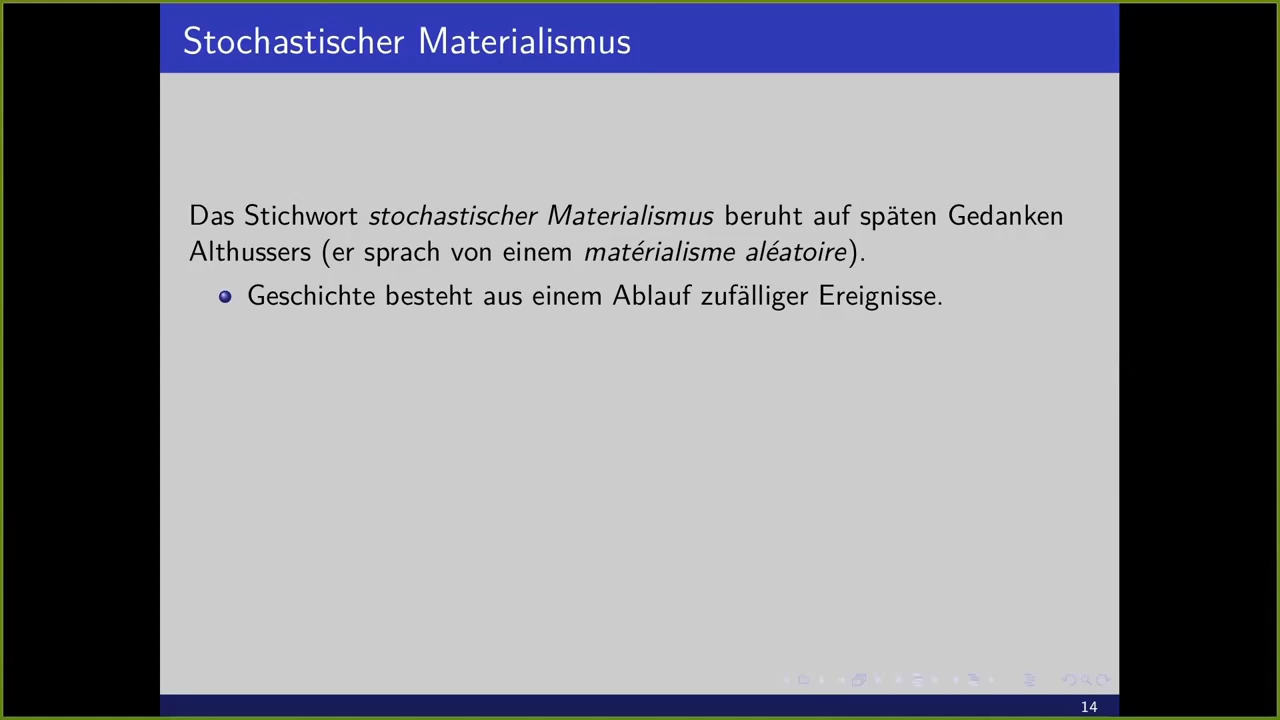 Stochastischer Materialismus
Das Stichwort stochastischer Materialismus beruht auf späten Gedanken
Althussers (er sprach von einem matérialisme aléatoire).
Geschichte besteht aus einem Ablauf zufälliger Ereignisse.
14